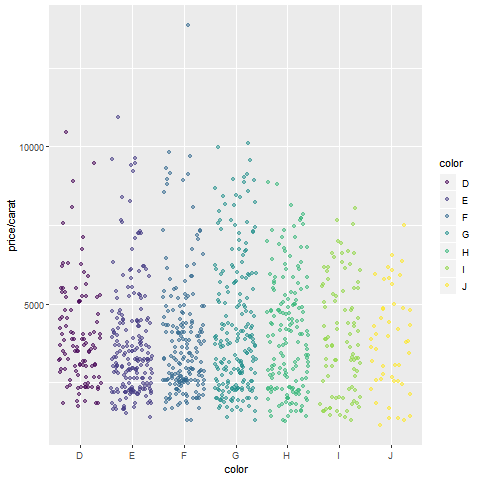 price/carat
10000
5000
D E F G H I J
color
color
D
E
F
G
H
I
J